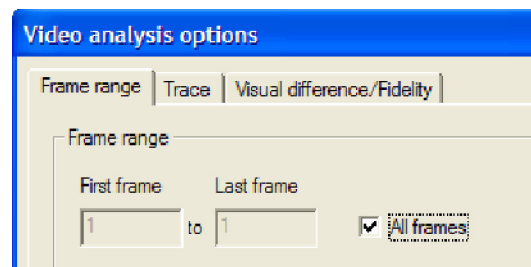 Video analysis options
Frame range Trace Visual difference/Fidelity
Frame range
First frame Last frame
1 to 1 All frames